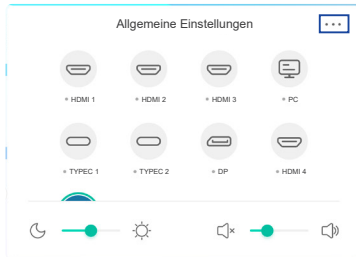 Allgemeine Einstellungen
HDMI 1 HDMI 2 HDMI 3 PC
TYPEC 1 TYPEC 2 DP HDMI 4